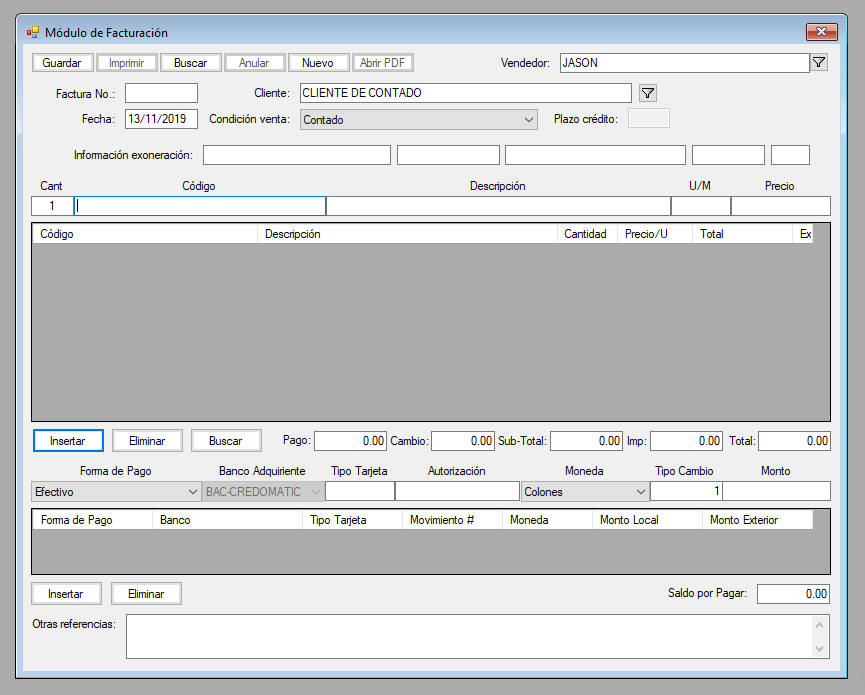 Módulo de Facturación
Guardar Imprimir Buscar Anular Nuevo Abrir PDF Vendedor: JASON
Factura No.: Cliente: CLIENTE DE CONTADO
Fecha: 13/11/2019 Condición venta: Contado Plazo crédito:
Información exoneración:
Cant Código Descripción U/M Precio
1
Código Descripción Cantidad Precio/U Total Ex
Insertar Eliminar Buscar Pago: 0.00 Cambio: 0.00 Sub-Total: 0.00 Imp: 0.00 Total: 0.00
Forma de Pago Banco Adquiriente Tipo Tarjeta Autorización Moneda Tipo Cambio Monto
Efectivo BAC-CREDOMATIC Colones 1
Forma de Pago Banco Tipo Tarjeta Movimiento # Moneda Monto Local Monto Exterior
Insertar Eliminar Saldo por Pagar: 0.00
Otras referencias: